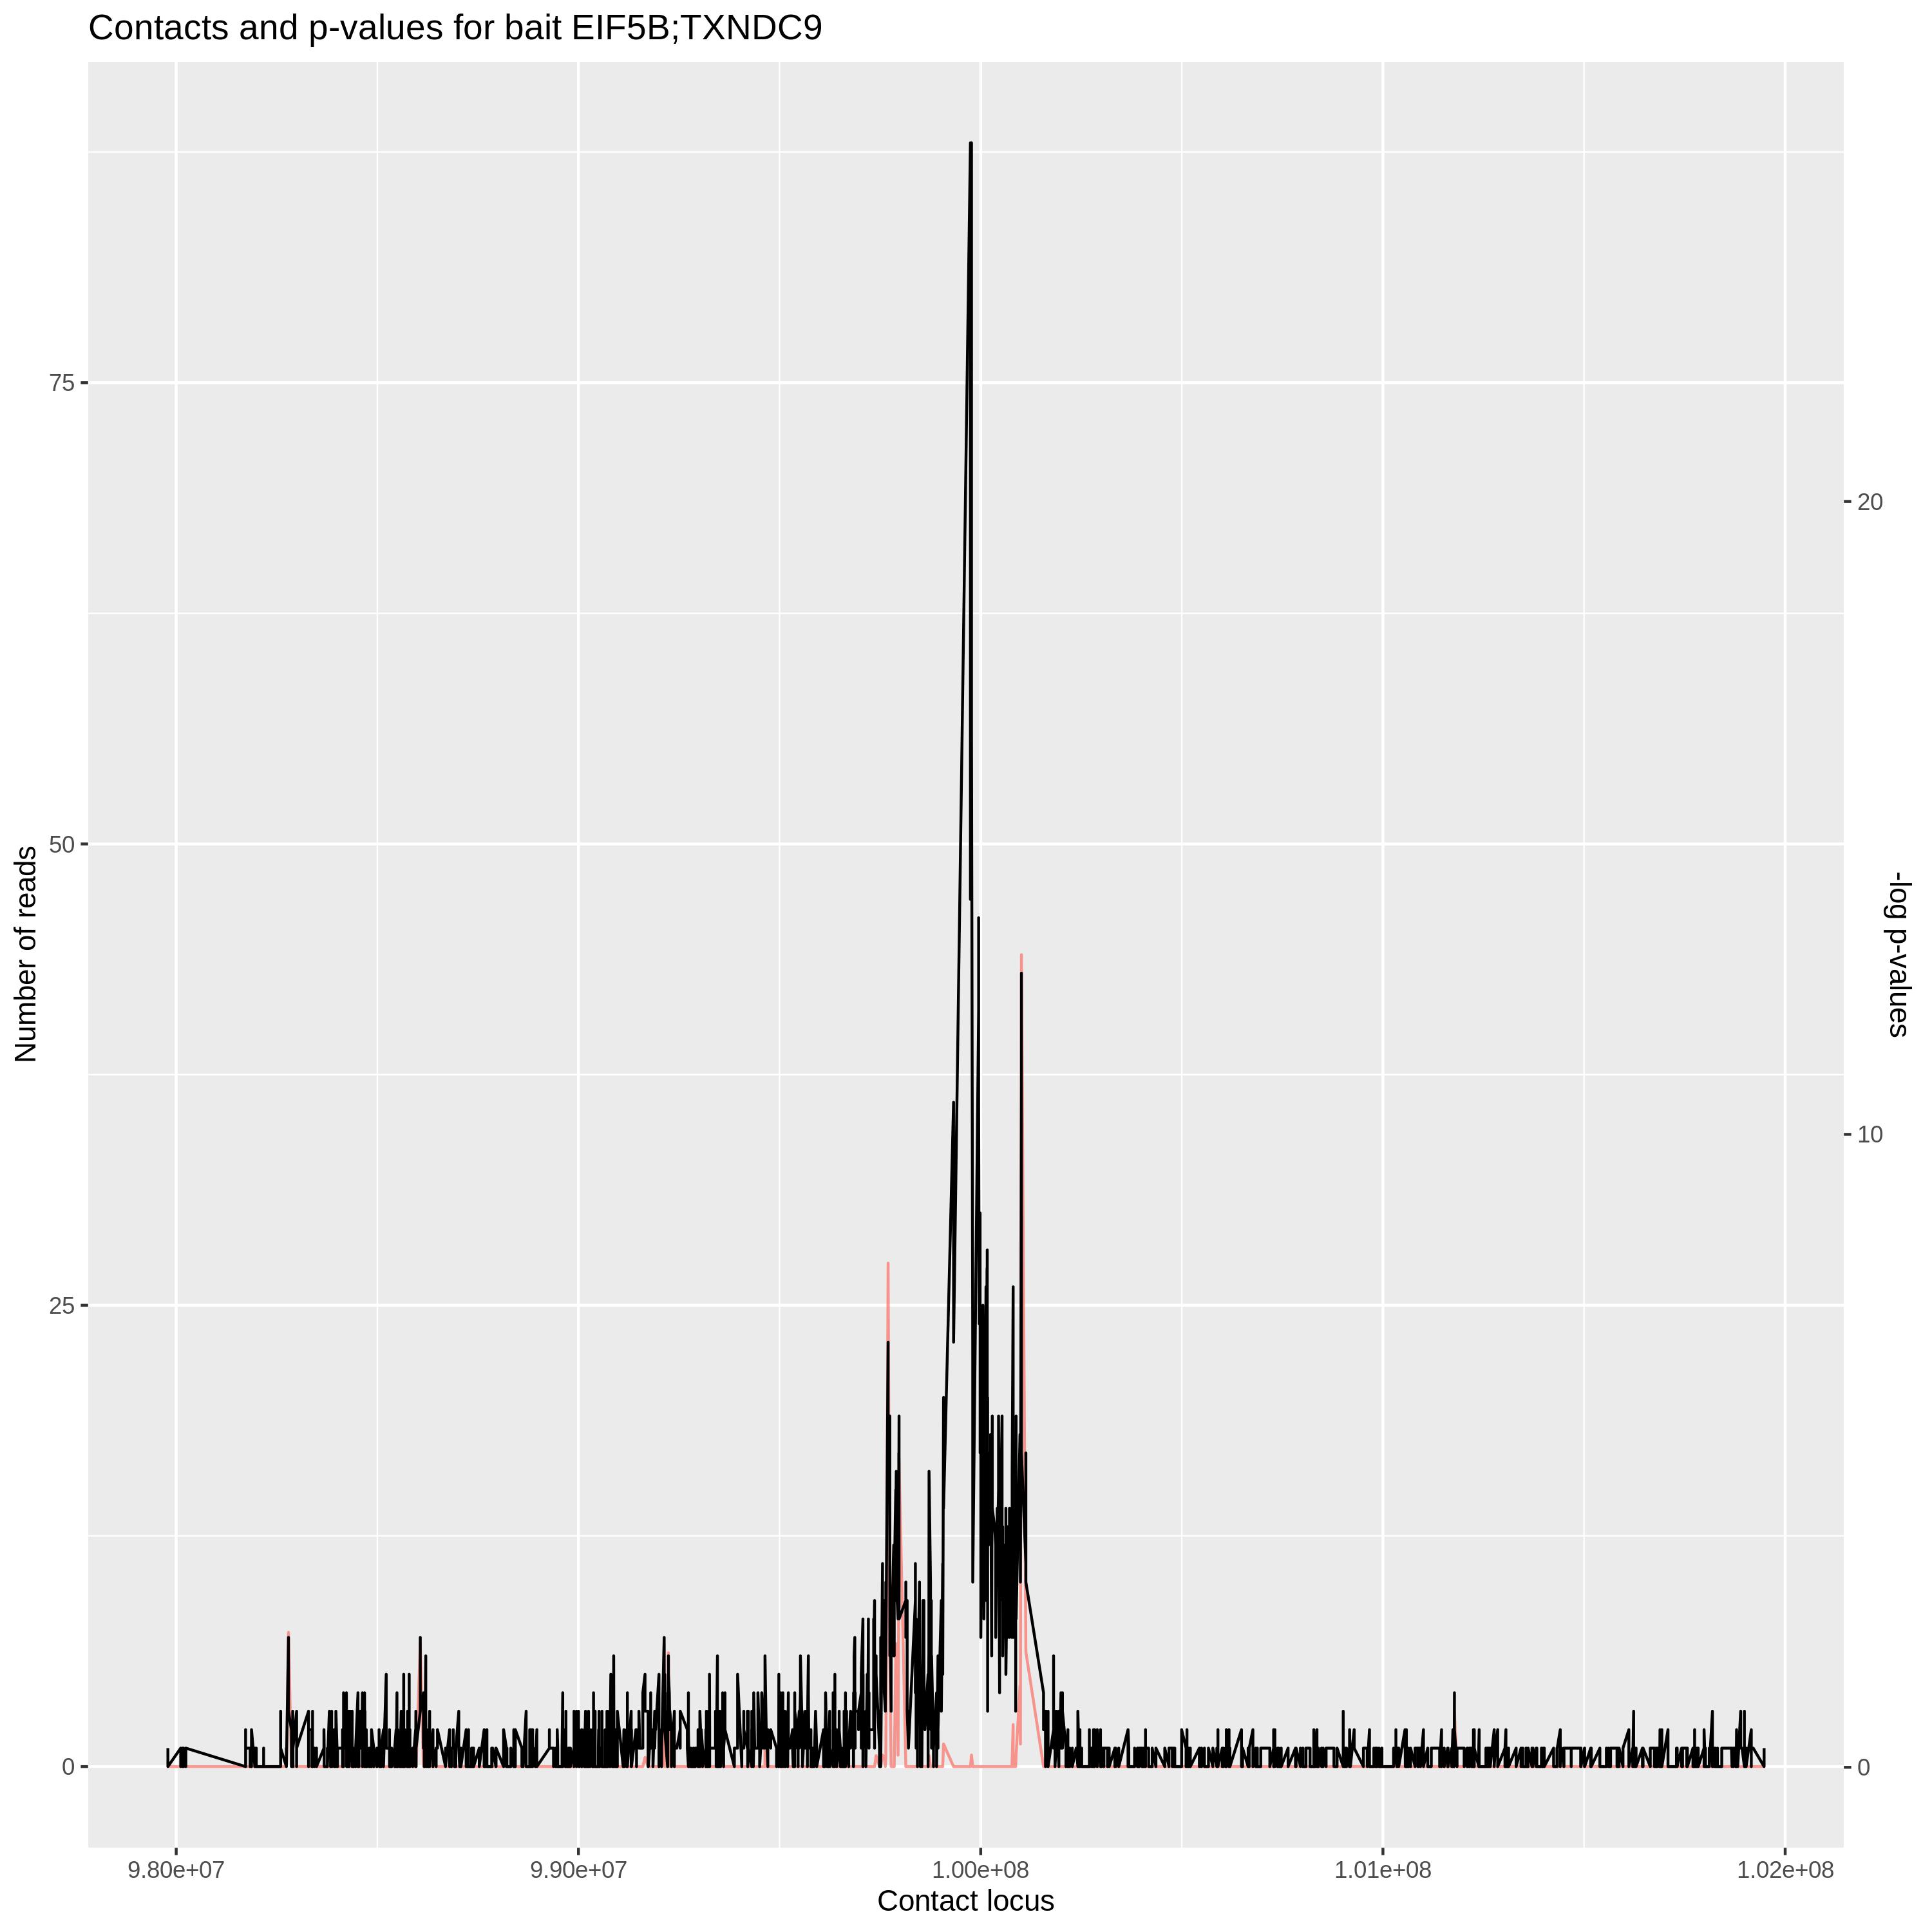 Contacts and p-values for bait EIF5B;TXNDC9
75
50
25
0
Number of reads
20
10
0
-log p-values
9.80e+07
9.90e+07
1.00e+08
1.01e+08
1.02e+08
Contact locus